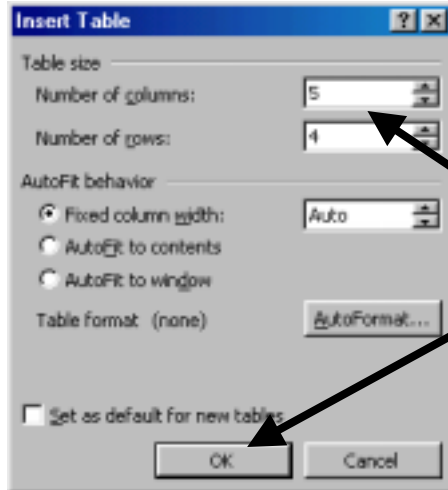 Insert Table
Table size
Number of columns: 5
Number of rows: 4
AutoFit behavior
Fixed column width: Auto
AutoFit to contents
AutoFit to window
Table format (none) AutoFormat...
Set as default for new tables
OK Cancel